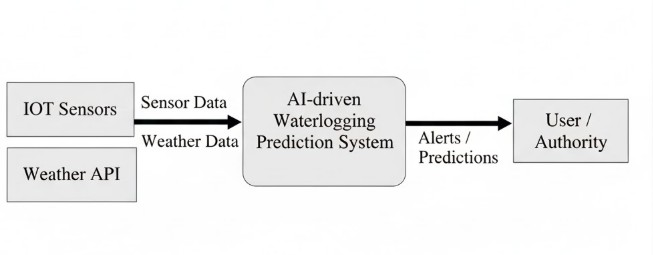 IOT Sensors
Weather API
Sensor Data
Weather Data
AI-driven
Waterlogging
Prediction System
Alerts /
Predictions
User /
Authority